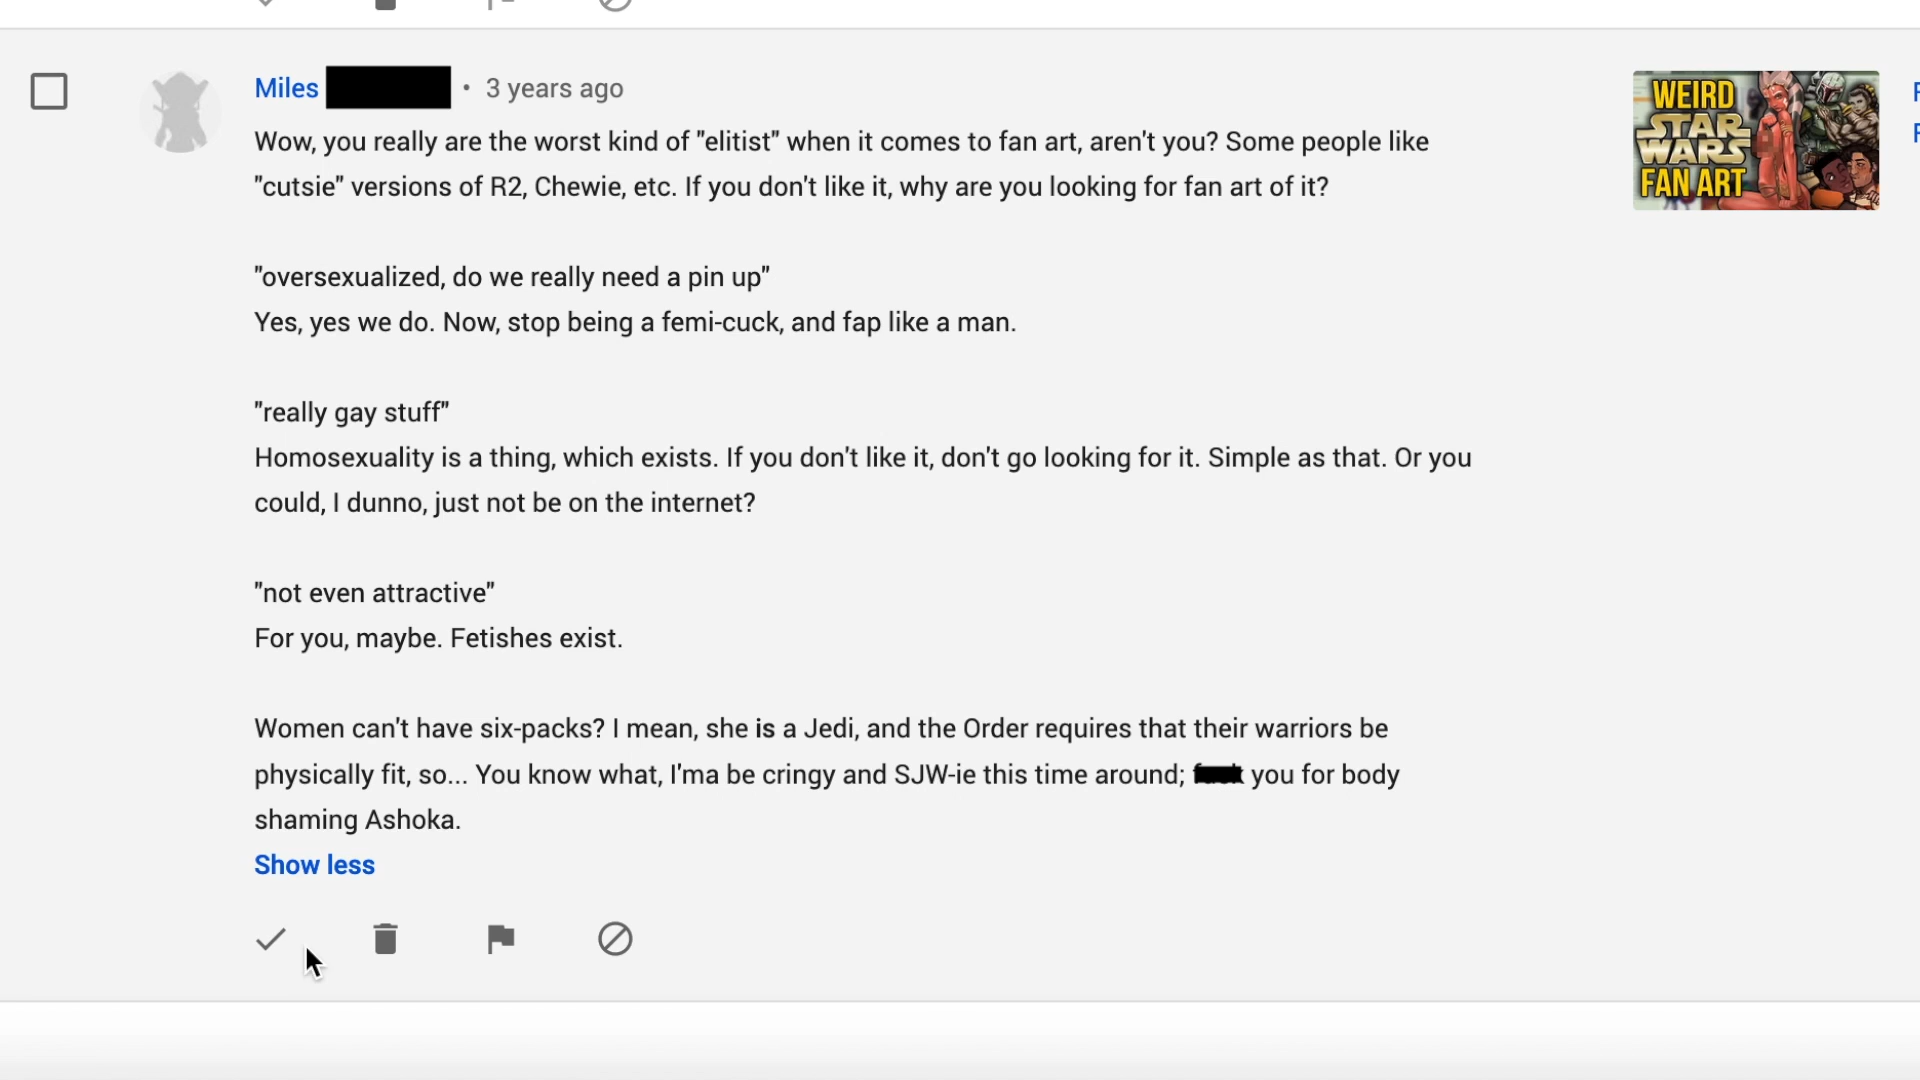 Miles • 3 years ago
Wow, you really are the worst kind of "elitist" when it comes to fan art, aren't you? Some people like
"cutsie" versions of R2, Chewie, etc. If you don't like it, why are you looking for fan art of it?
"oversexualized, do we really need a pin up"
Yes, yes we do. Now, stop being a femi-cuck, and fap like a man.
"really gay stuff"
Homosexuality is a thing, which exists. If you don't like it, don't go looking for it. Simple as that. Or you
could, I dunno, just not be on the internet?
"not even attractive"
For you, maybe. Fetishes exist.
Women can't have six-packs? I mean, she is a Jedi, and the Order requires that their warriors be
physically fit, so... You know what, I'ma be cringy and SJW-ie this time around; you for body
shaming Ashoka.
Show less
WEIRD
STAR
WARS
FAN ART